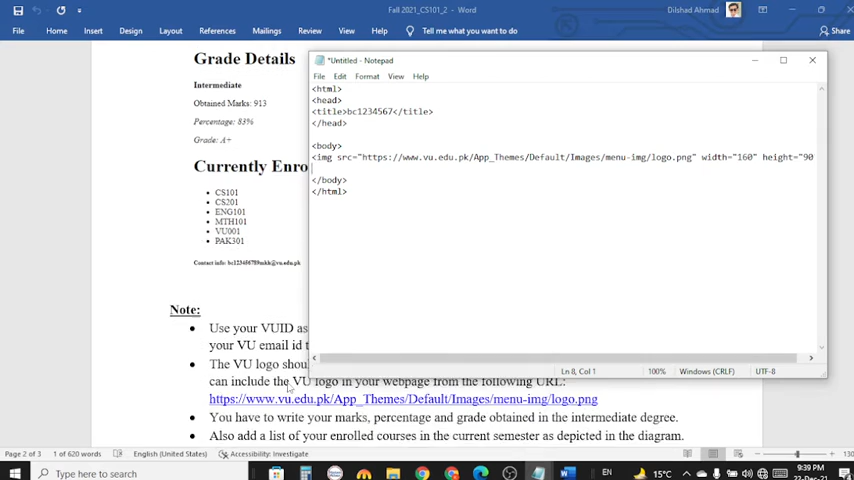 Fall 2021_CS101_2 - Word
Dilshad Ahmad
File Home Insert Draw Design Layout References Mailings Review View Help Tell me what you want to do Share
Grade Details
Intermediate
Obtained Marks: 913
Percentage: 83%
Grade: A+
Currently Enro
CS101
CS201
ENG101
MTH101
VU001
PAK301
Note:
Use your VUID as
your VU email id t
The VU logo shou
can include the VU logo in your webpage from the following URL:
https://www.vu.edu.pk/App_Themes/Default/Images/menu-img/logo.png
You have to write your marks, percentage and grade obtained in the intermediate degree.
Also add a list of your enrolled courses in the current semester as depicted in the diagram.
*Untitled - Notepad
File Edit Format View Help
<html>
<head>
<title>bc1234567</title>
</head>
<body>
<img src="https://www.vu.edu.pk/App_Themes/Default/Images/menu-img/logo.png" width="160" height="90
</body>
</html>
Ln 8, Col 1 100% Windows (CRLF) UTF-8
Page 2 of 3 1 of 620 words English (United States) Accessibility: Investigate 130
Type here to search
EN 15°C 9:39 PM